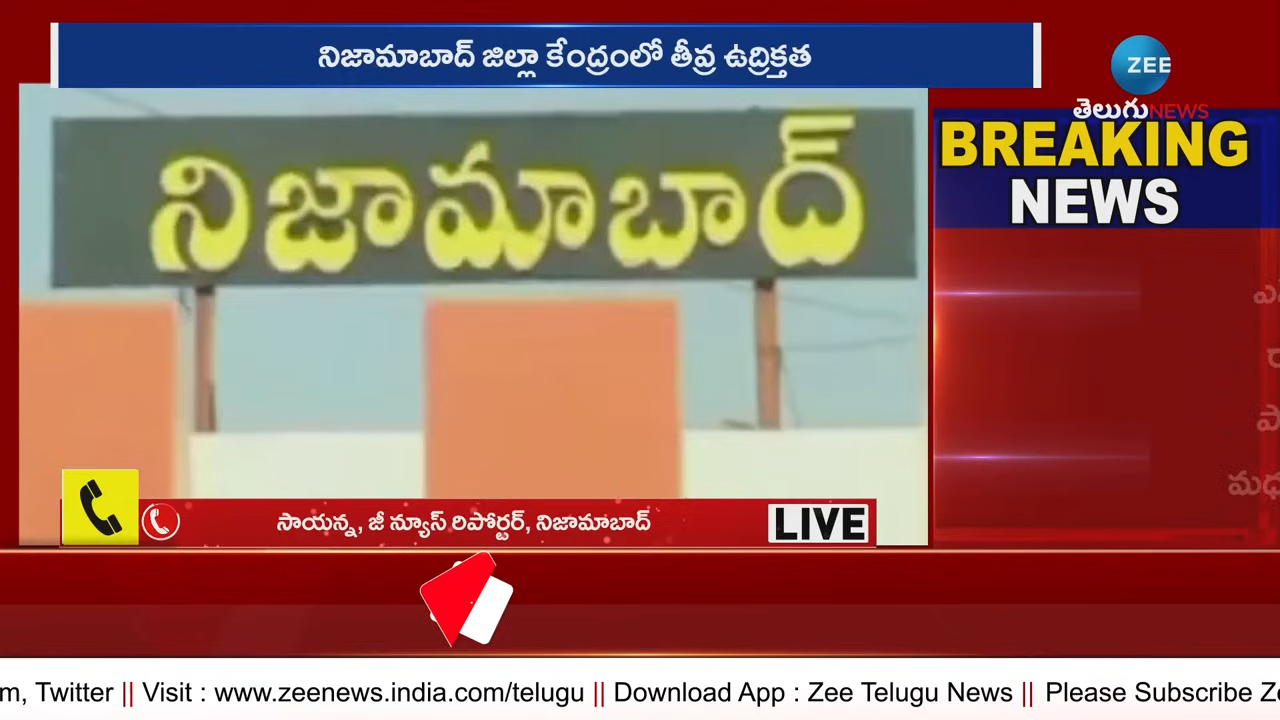 నిజామాబాద్ జిల్లా కేంద్రంలో తీవ్ర ఉద్రిక్తత
ZEE
తెలుగుNEWS
BREAKING
NEWS
నిజామాబాద్
సాయన్న, జీ న్యూస్ రిపోర్టర్, నిజామాబాద్
LIVE
m, Twitter || Visit : www.zeenews.india.com/telugu || Download App : Zee Telugu News || Please Subscribe Ze